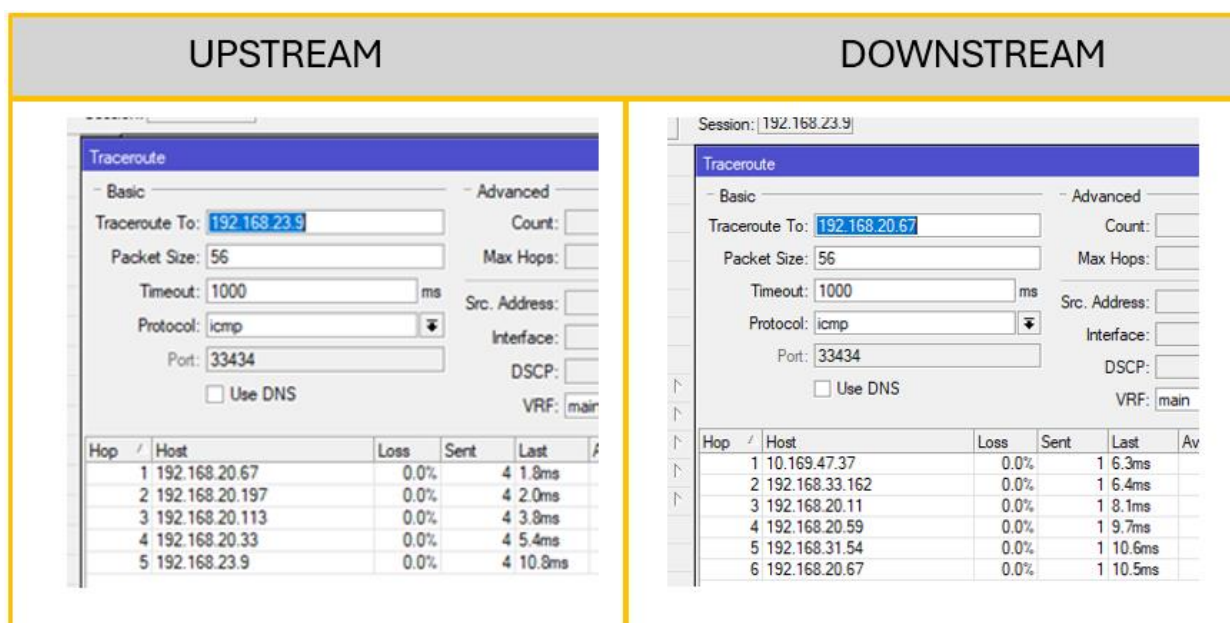 UPSTREAM
DOWNSTREAM
Traceroute
Basic
Advanced
Traceroute To: 192.168.23.9
Count:
Packet Size: 56
Max Hops:
Timeout: 1000 ms
Src. Address:
Protocol: icmp
Interface:
Port: 33434
DSCP:
Use DNS
VRF: main
Hop Host Loss Sent Last
1 192.168.20.67 0.0% 4 1.8ms
2 192.168.20.197 0.0% 4 2.0ms
3 192.168.20.113 0.0% 4 3.8ms
4 192.168.20.33 0.0% 4 5.4ms
5 192.168.23.9 0.0% 4 10.8ms
Session: 192.168.23.9
Traceroute
Basic
Advanced
Traceroute To: 192.168.20.67
Count:
Packet Size: 56
Max Hops:
Timeout: 1000 ms
Src. Address:
Protocol: icmp
Interface:
Port: 33434
DSCP:
Use DNS
VRF: main
Hop Host Loss Sent Last Av
1 10.169.47.37 0.0% 1 6.3ms
2 192.168.33.162 0.0% 1 6.4ms
3 192.168.20.11 0.0% 1 8.1ms
4 192.168.20.59 0.0% 1 9.7ms
5 192.168.31.54 0.0% 1 10.6ms
6 192.168.20.67 0.0% 1 10.5ms